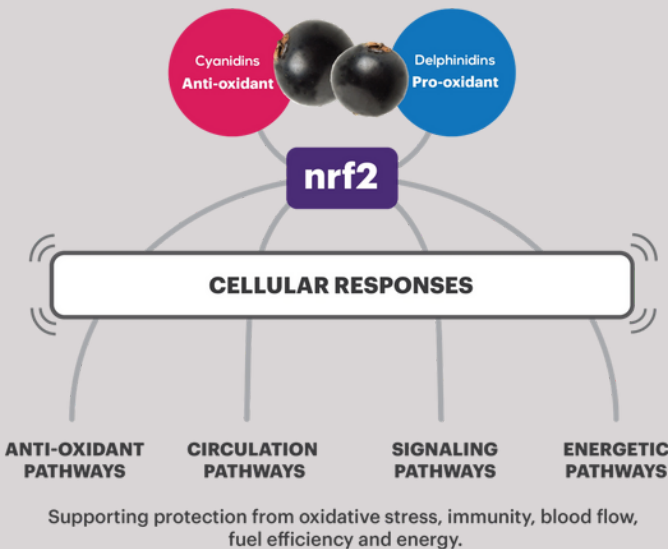 Cyanidins
Anti-oxidant
Delphinidins
Pro-oxidant
nrf2
CELLULAR RESPONSES
ANTI-OXIDANT
PATHWAYS
CIRCULATION
PATHWAYS
SIGNALING
PATHWAYS
ENERGETIC
PATHWAYS
Supporting protection from oxidative stress, immunity, blood flow,
fuel efficiency and energy.